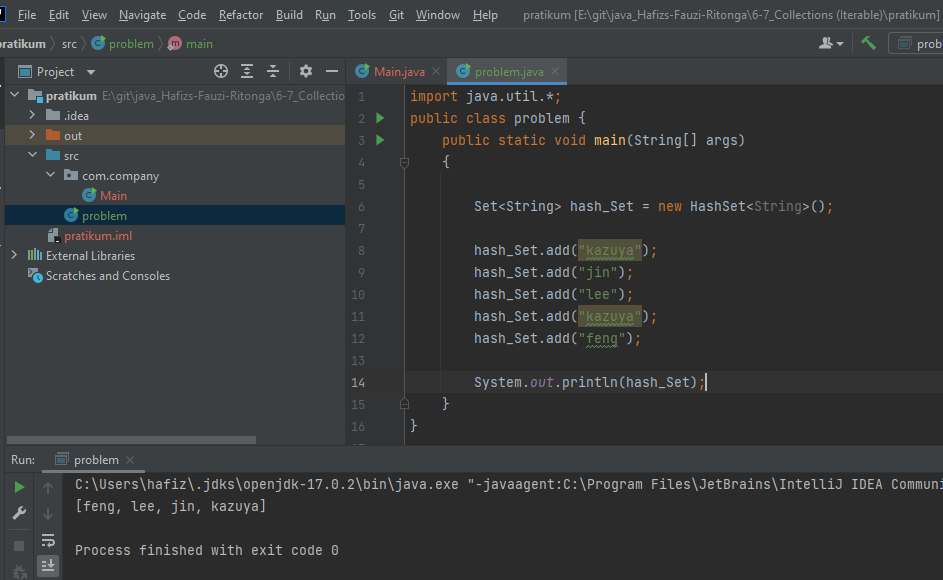 File Edit View Navigate Code Refactor Build Run Tools Git Window Help pratikum [E:\git\java_Hafizs-Fauzi-Ritonga\6-7_Collections (Iterable)\pratikum]
pratikum src problem main prob
Project
Main.java problem.java
pratikum E:\git\java_Hafizs-Fauzi-Ritonga\6-7_Collectio
.idea
out
src
com.company
Main
problem
pratikum.iml
External Libraries
Scratches and Consoles
1 import java.util.*;
2 public class problem {
3 public static void main(String[] args)
4 {
5
6 Set<String> hash_Set = new HashSet<String>();
7
8 hash_Set.add("kazuya");
9 hash_Set.add("jin");
10 hash_Set.add("lee");
11 hash_Set.add("kazuya");
12 hash_Set.add("feng");
13
14 System.out.println(hash_Set);
15 }
16 }
Run: problem
C:\Users\hafiz\.jdks\openjdk-17.0.2\bin\java.exe "-javaagent:C:\Program Files\JetBrains\IntelliJ IDEA Communi
[feng, lee, jin, kazuya]
Process finished with exit code 0